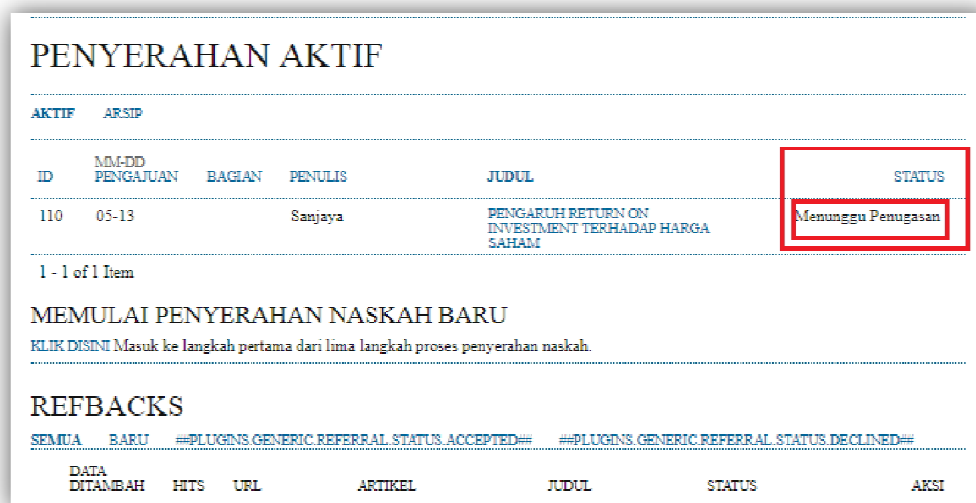 PENYERAHAN AKTIF
AKTIF ARSIP
ID MM-DD PENGAJUAN BAGIAN PENULIS JUDUL STATUS
110 05-13 Sanjaya PENGARUH RETURN ON Menunggu Penugasan
INVESTMENT TERHADAP HARGA
SAHAM
1 - 1 of 1 Item
MEMULAI PENYERAHAN NASKAH BARU
KLIK DISINI Masuk ke langkah pertama dari lima langkah proses penyerahan naskah.
REFBACKS
SEMUA BARU ##PLUGINS.GENERIC.REFERRAL.STATUS.ACCEPTED## ##PLUGINS.GENERIC.REFERRAL.STATUS.DECLINED##
DATA
DITAMBAH HITS URL ARTIKEL JUDUL STATUS AKSI